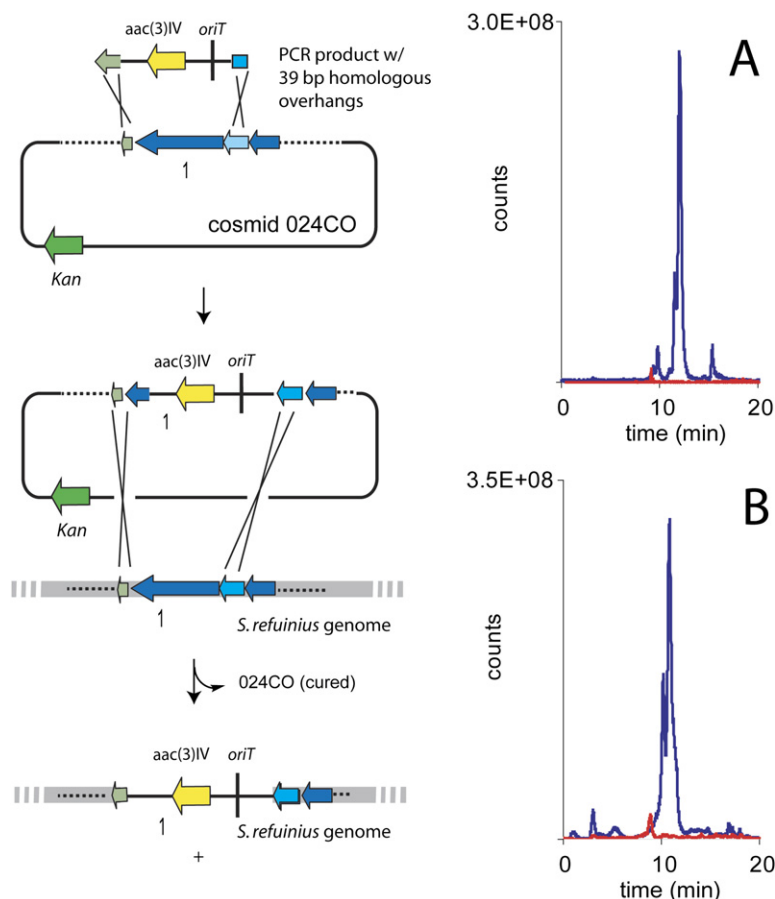 aac(3)IV oriT
PCR product w/
39 bp homologous
overhangs
1
cosmid 024CO
Kan
aac(3)IV oriT
1
Kan
1
S. refuinius genome
024CO (cured)
aac(3)IV oriT
1
S. refuinius genome
+
A
3.0E+08
counts
0 10 20
time (min)
B
3.5E+08
counts
0 10 20
time (min)